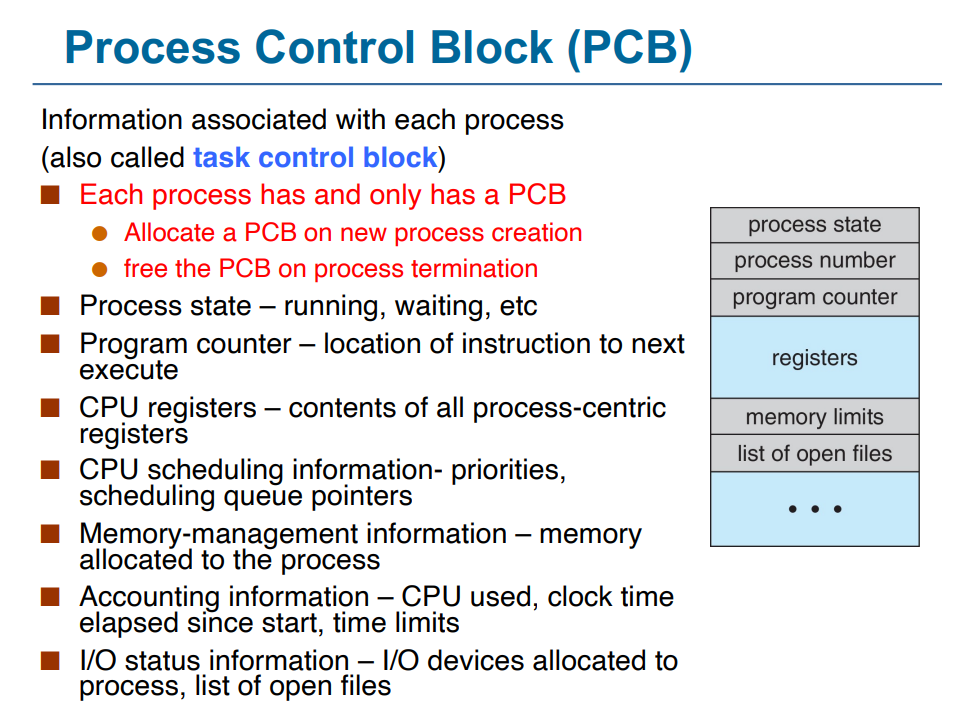 Process Control Block (PCB)
Information associated with each process
(also called task control block)
Each process has and only has a PCB
Allocate a PCB on new process creation
free the PCB on process termination
Process state – running, waiting, etc
Program counter – location of instruction to next
execute
CPU registers – contents of all process-centric
registers
CPU scheduling information- priorities,
scheduling queue pointers
Memory-management information – memory
allocated to the process
Accounting information – CPU used, clock time
elapsed since start, time limits
I/O status information – I/O devices allocated to
process, list of open files
process state
process number
program counter
registers
memory limits
list of open files
• • •